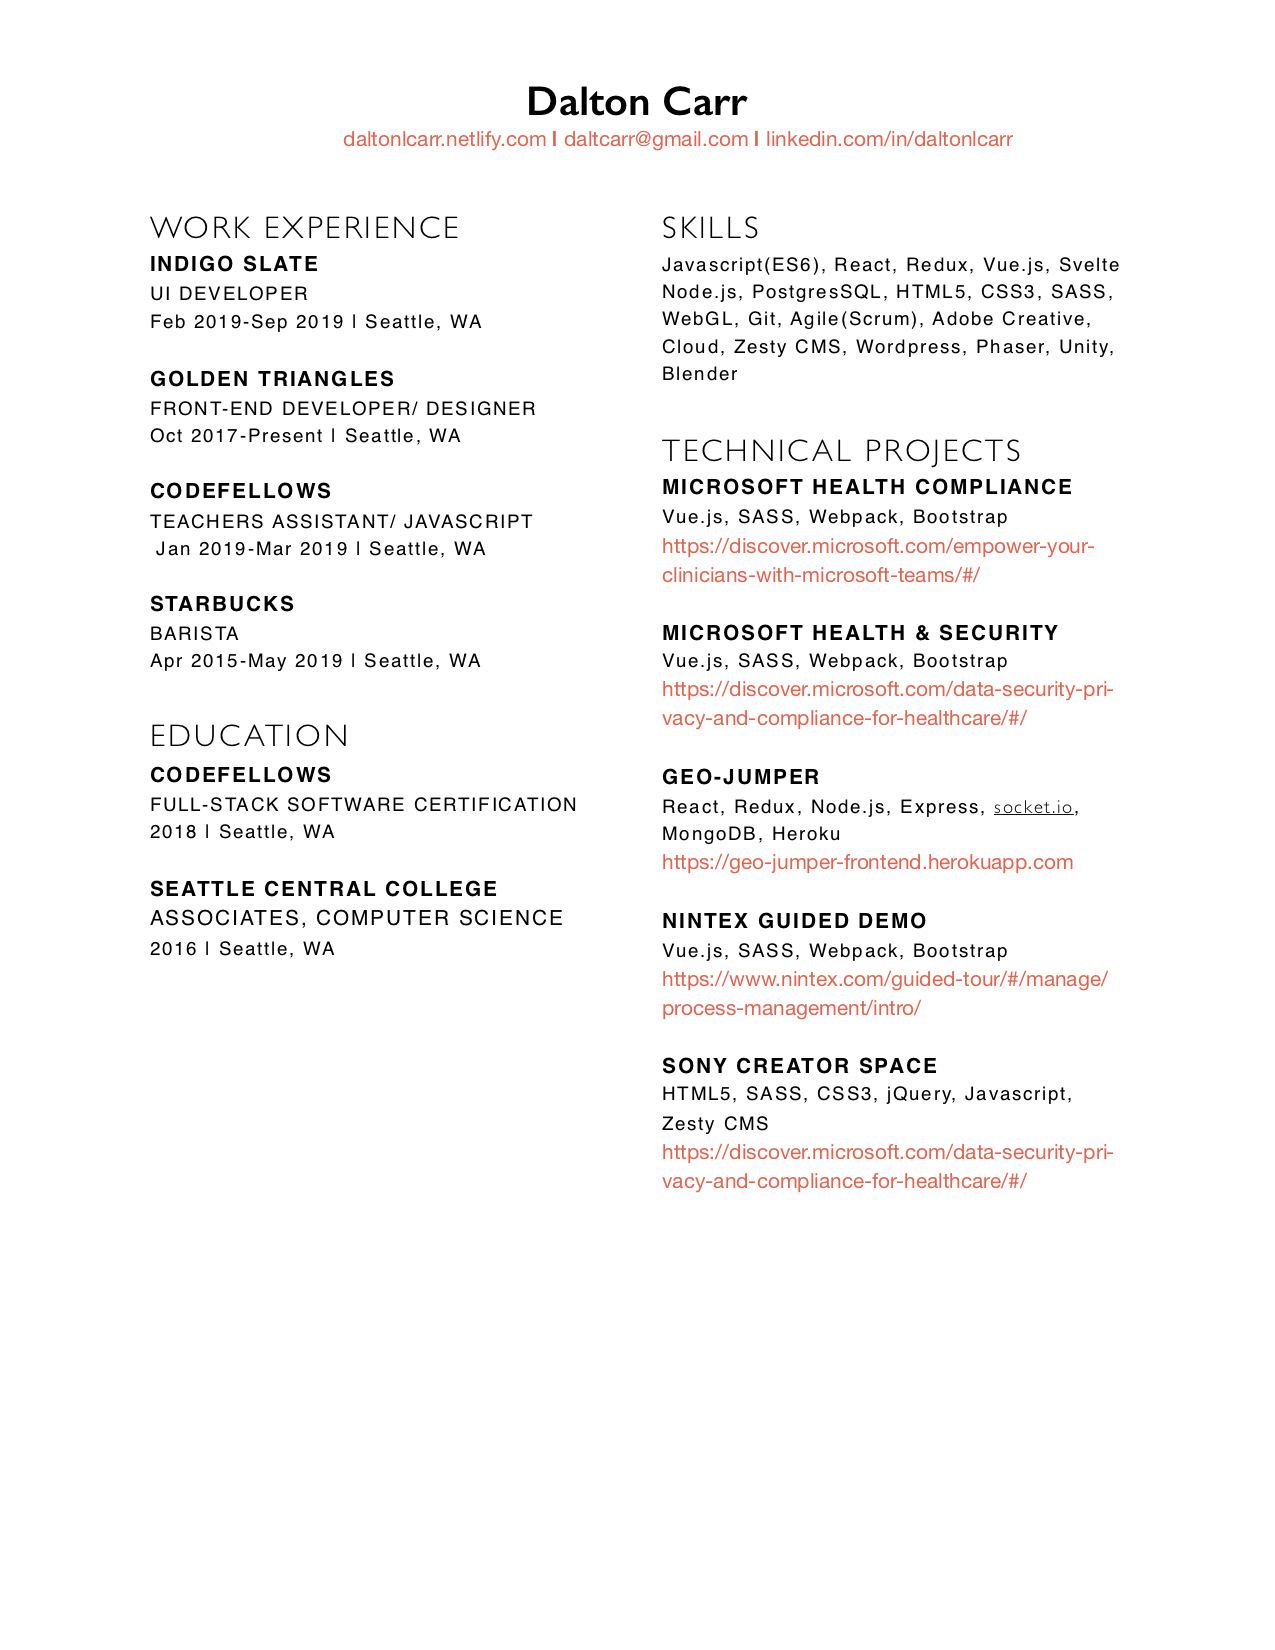 Dalton Carr
daltonlcarr.netlify.com | daltcarr@gmail.com | linkedin.com/in/daltonlcarr
WORK EXPERIENCE
INDIGO SLATE
UI DEVELOPER
Feb 2019-Sep 2019 | Seattle, WA
GOLDEN TRIANGLES
FRONT-END DEVELOPER/ DESIGNER
Oct 2017-Present | Seattle, WA
CODEFELLOWS
TEACHERS ASSISTANT/ JAVASCRIPT
Jan 2019-Mar 2019 | Seattle, WA
STARBUCKS
BARISTA
Apr 2015-May 2019 | Seattle, WA
EDUCATION
CODEFELLOWS
FULL-STACK SOFTWARE CERTIFICATION
2018 | Seattle, WA
SEATTLE CENTRAL COLLEGE
ASSOCIATES, COMPUTER SCIENCE
2016 | Seattle, WA
SKILLS
Javascript(ES6), React, Redux, Vue.js, Svelte
Node.js, PostgresSQL, HTML5, CSS3, SASS,
WebGL, Git, Agile(Scrum), Adobe Creative,
Cloud, Zesty CMS, Wordpress, Phaser, Unity,
Blender
TECHNICAL PROJECTS
MICROSOFT HEALTH COMPLIANCE
Vue.js, SASS, Webpack, Bootstrap
https://discover.microsoft.com/empower-your-
clinicians-with-microsoft-teams/#/
MICROSOFT HEALTH & SECURITY
Vue.js, SASS, Webpack, Bootstrap
https://discover.microsoft.com/data-security-pri-
vacy-and-compliance-for-healthcare/#/
GEO-JUMPER
React, Redux, Node.js, Express, socket.io,
MongoDB, Heroku
https://geo-jumper-frontend.herokuapp.com
NINTEX GUIDED DEMO
Vue.js, SASS, Webpack, Bootstrap
https://www.nintex.com/guided-tour/#/manage/
process-management/intro/
SONY CREATOR SPACE
HTML5, SASS, CSS3, jQuery, Javascript,
Zesty CMS
https://discover.microsoft.com/data-security-pri-
vacy-and-compliance-for-healthcare/#/